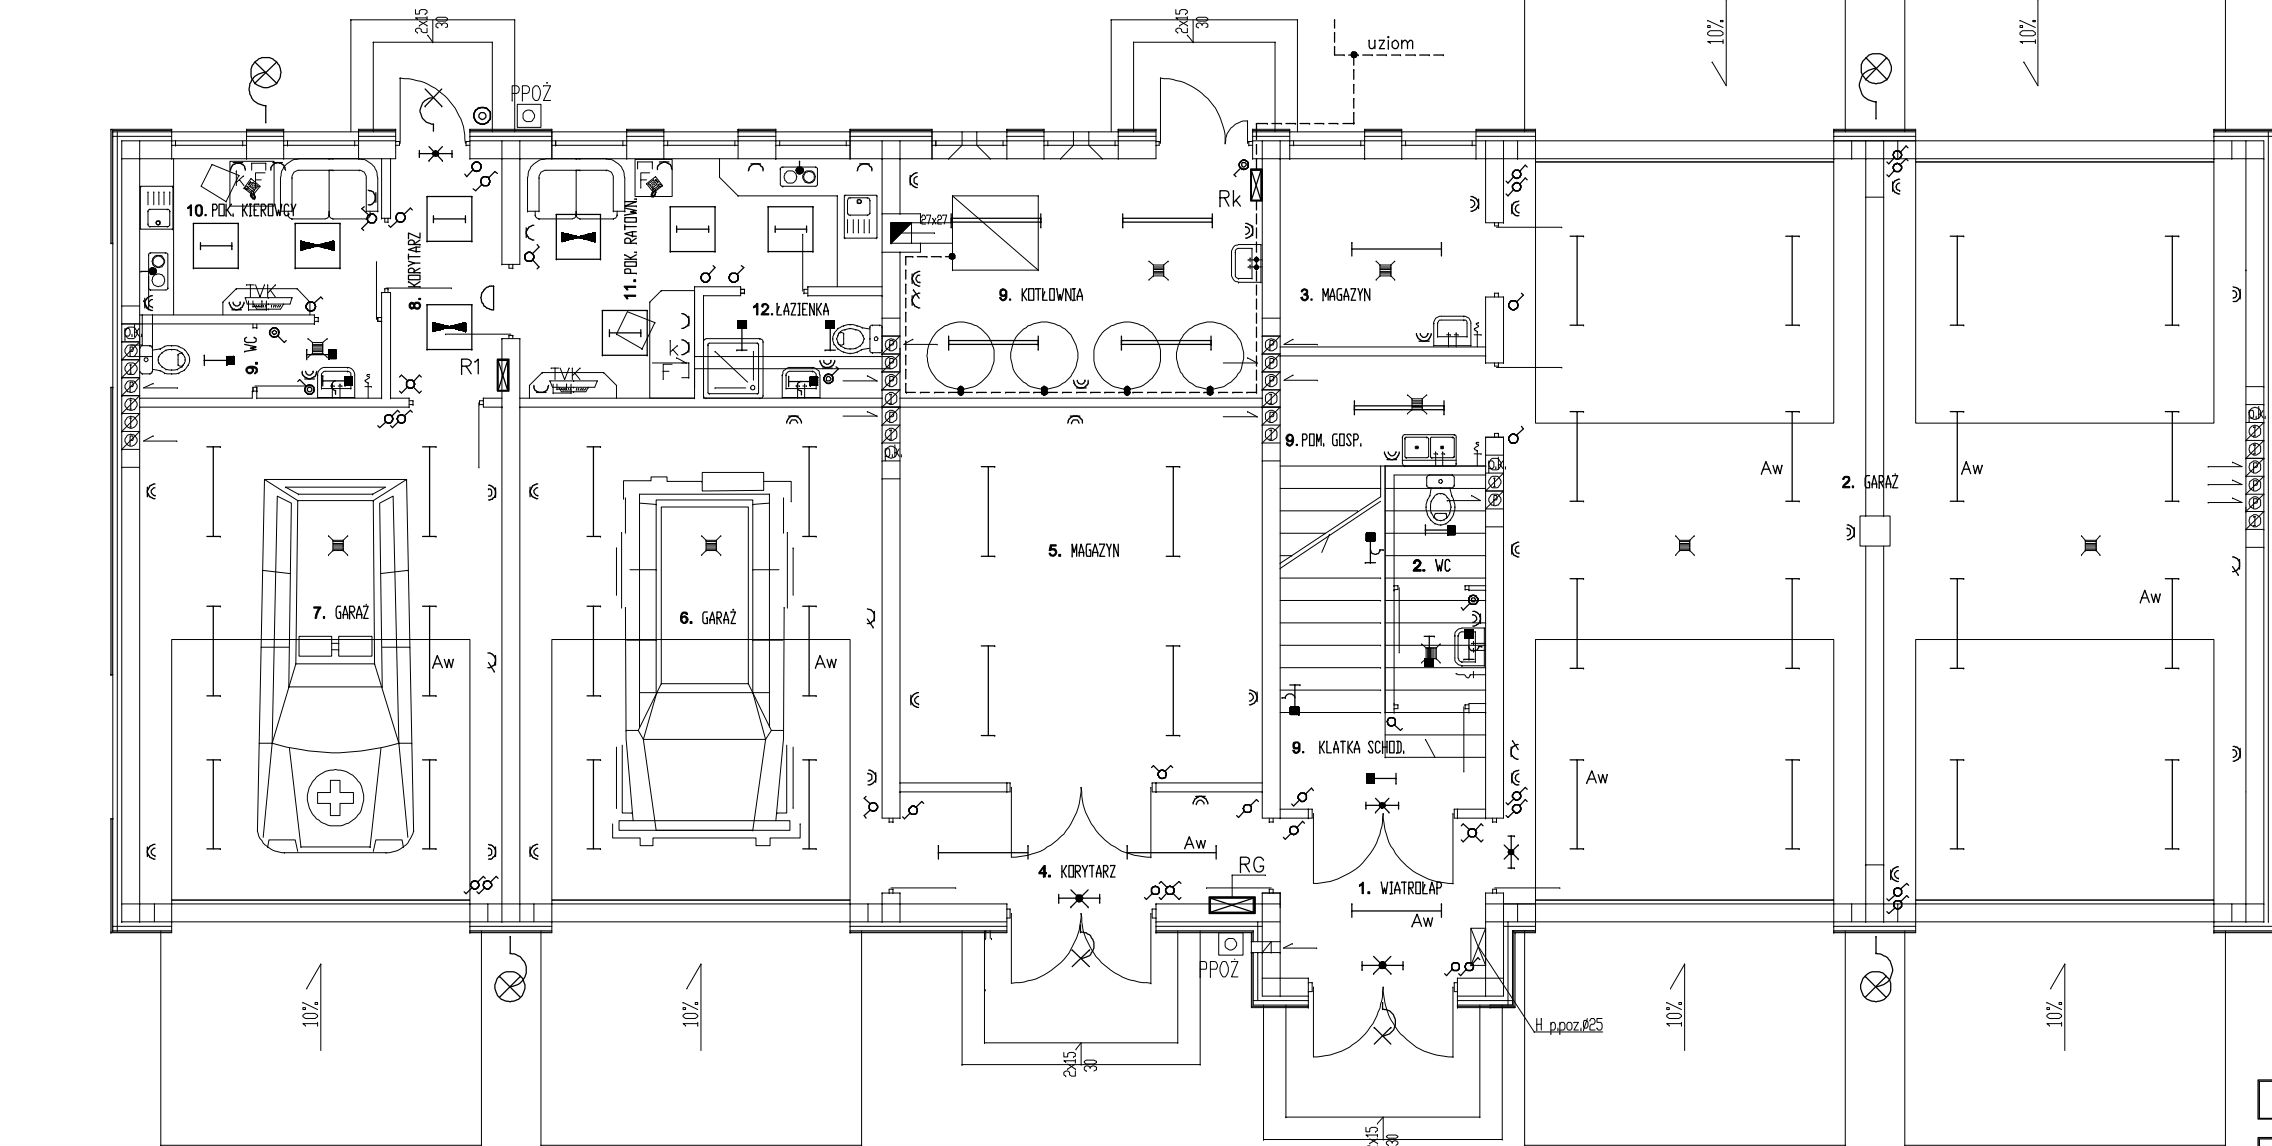 2x15
30
2x15
30
uziom
10%
10%
PPOŻ
K
F
10. POK. KIEROWCY
8. KORYTARZ
F
11. POK. RATOWN.
27x27
Rk
TVK
9. WC
R1
12. ŁAZIENKA
k
F
TVK
9. KOTŁOWNIA
3. MAGAZYN
9. POM. GOSP.
p.k.
p.k.
p.k.
p.k.
Aw
2. GARAŻ
Aw
5. MAGAZYN
2. WC
7. GARAŻ
6. GARAŻ
Aw
Aw
Aw
9. KLATKA SCHOD.
Aw
Aw
4. KORYTARZ
RG
1. WIATROŁAP
Aw
PPOŻ
H p.poz.ø25
10%
10%
10%
10%
2x15
30
2x15
30